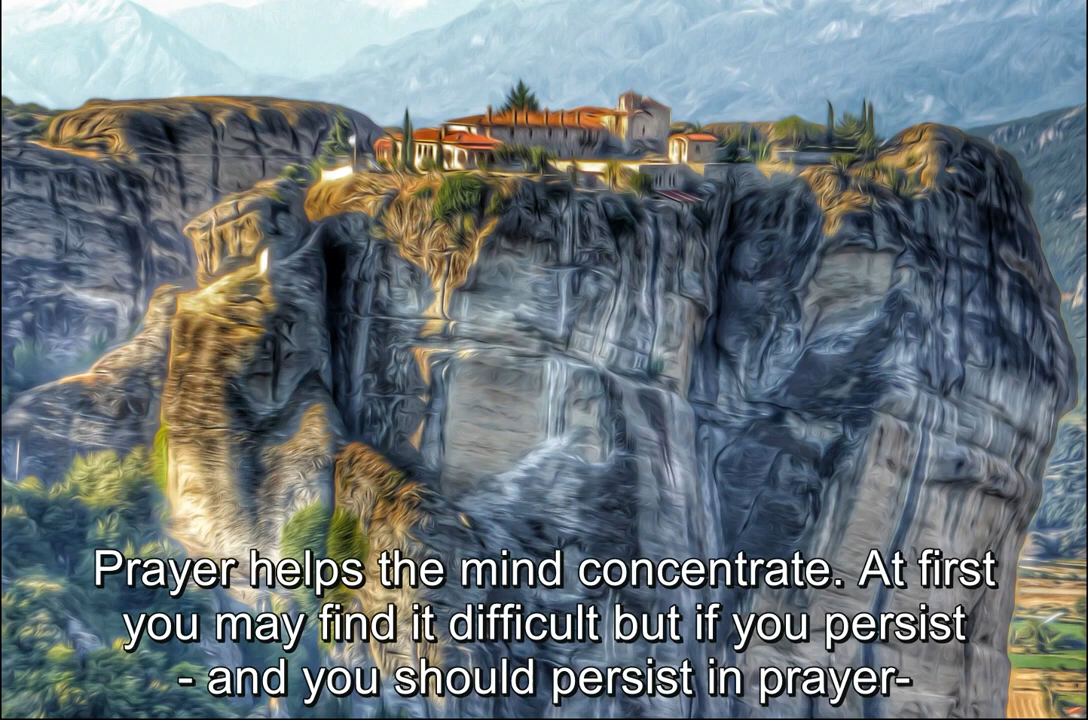 Prayer helps the mind concentrate. At first
you may find it difficult but if you persist
- and you should persist in prayer-